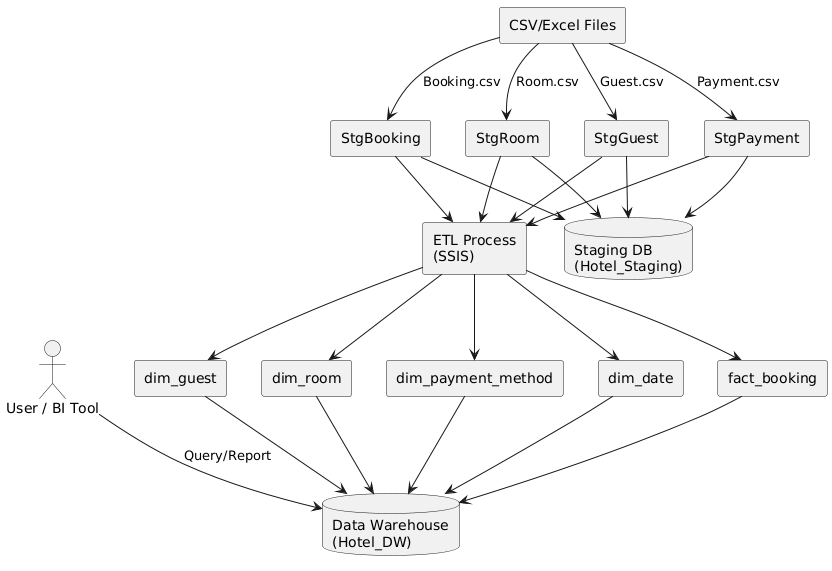 CSV/Excel Files
Booking.csv
Room.csv
Guest.csv
Payment.csv
StgBooking
StgRoom
StgGuest
StgPayment
ETL Process
(SSIS)
Staging DB
(Hotel_Staging)
dim_guest
dim_room
dim_payment_method
dim_date
fact_booking
User / BI Tool
Query/Report
Data Warehouse
(Hotel_DW)